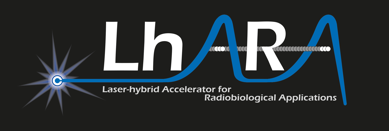 LhARA
Laser-hybrid Accelerator for
Radiobiological Applications